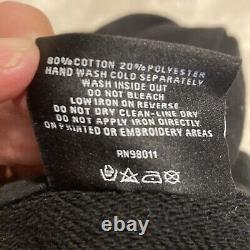 80% COTTON 20% POLYESTER
HAND WASH COLD SEPARATELY
WASH INSIDE OUT
DO NOT BLEACH
LOW IRON ON REVERSE
DO NOT DRY CLEAN-LINE DRY
DO NOT APPLY IRON DIRECTLY
ON PRINTED OR EMBROIDERY AREAS
RN98011